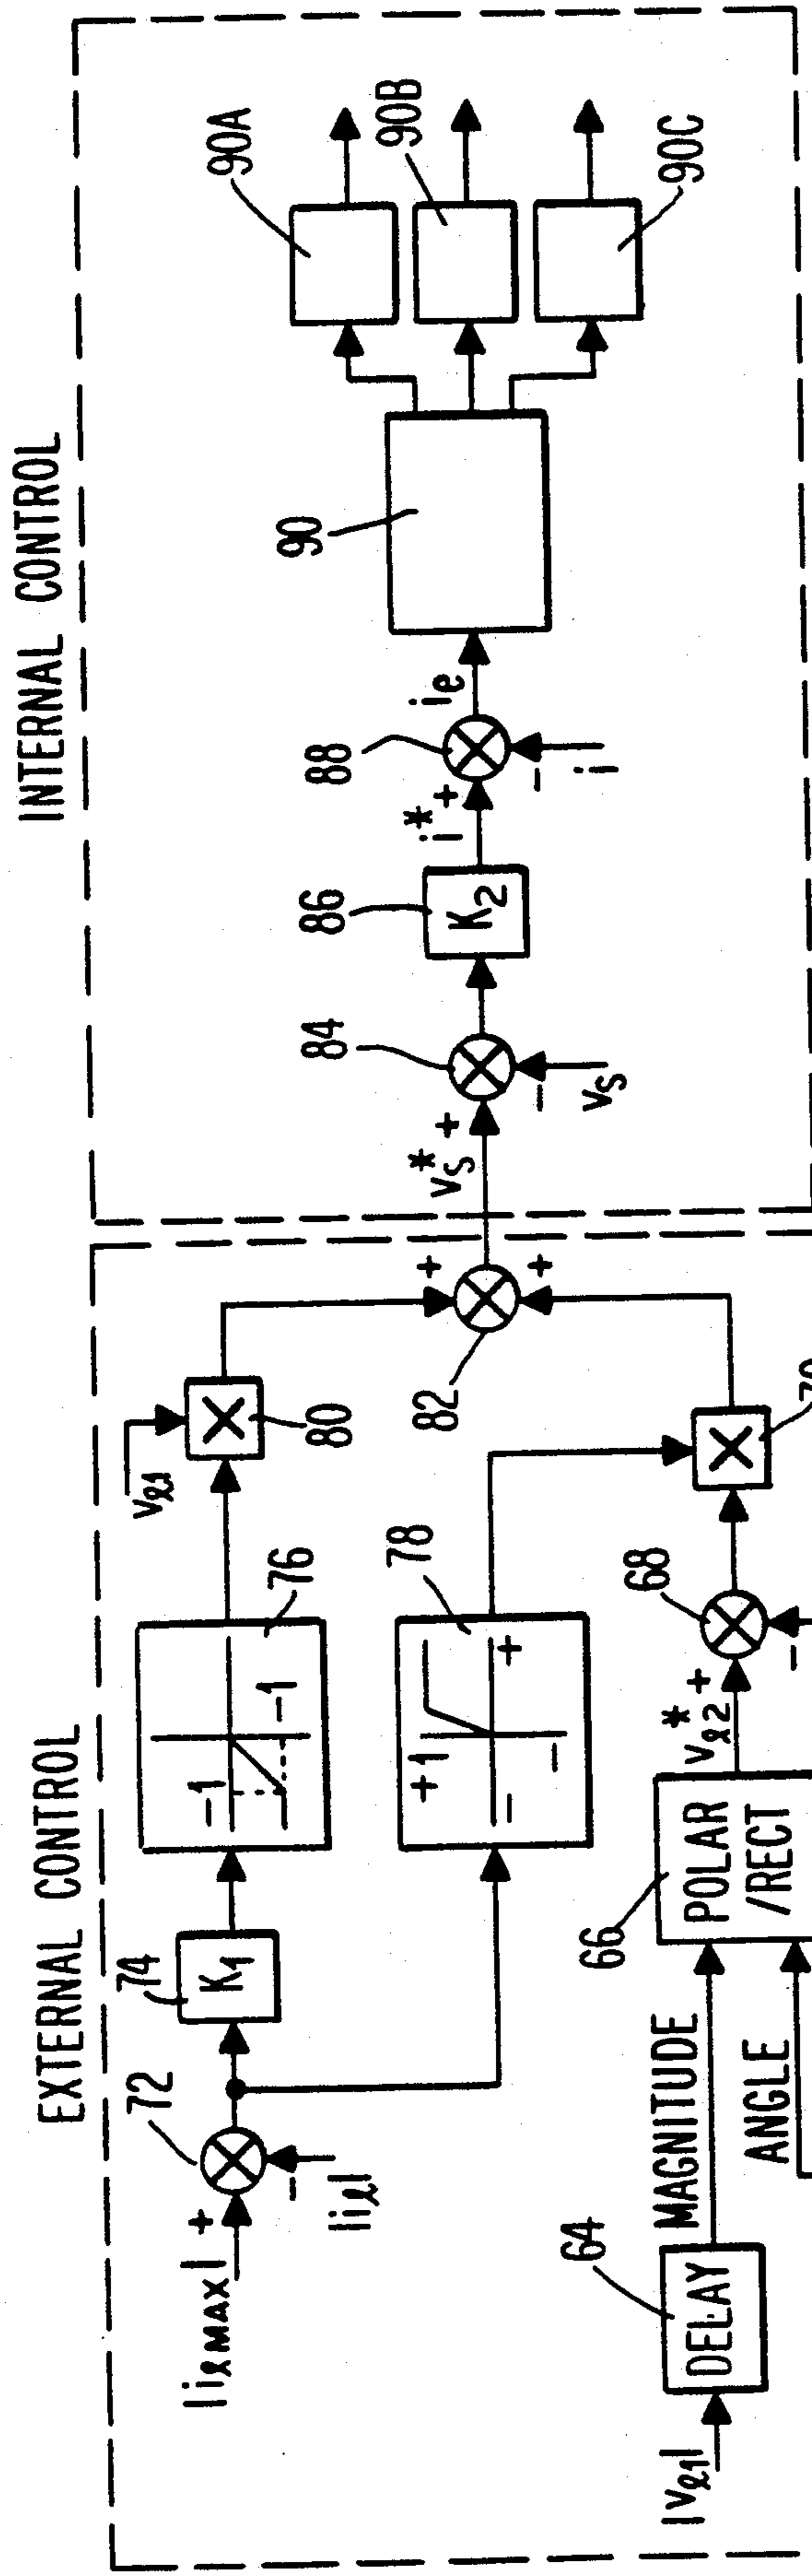 EXTERNAL CONTROL
INTERNAL CONTROL
|iℓMAX| +
72
−
|iℓ|
74
K1
−1
−1
76
vℓ1
80
+1
−
−
+
78
82
+
+
vS* +
84
−
vS
86
K2
i* +
88
−
i
ie
90
90A
90B
90C
|vℓ1|
64
DELAY
MAGNITUDE
ANGLE
66
POLAR
/RECT
vℓ2* +
68
−